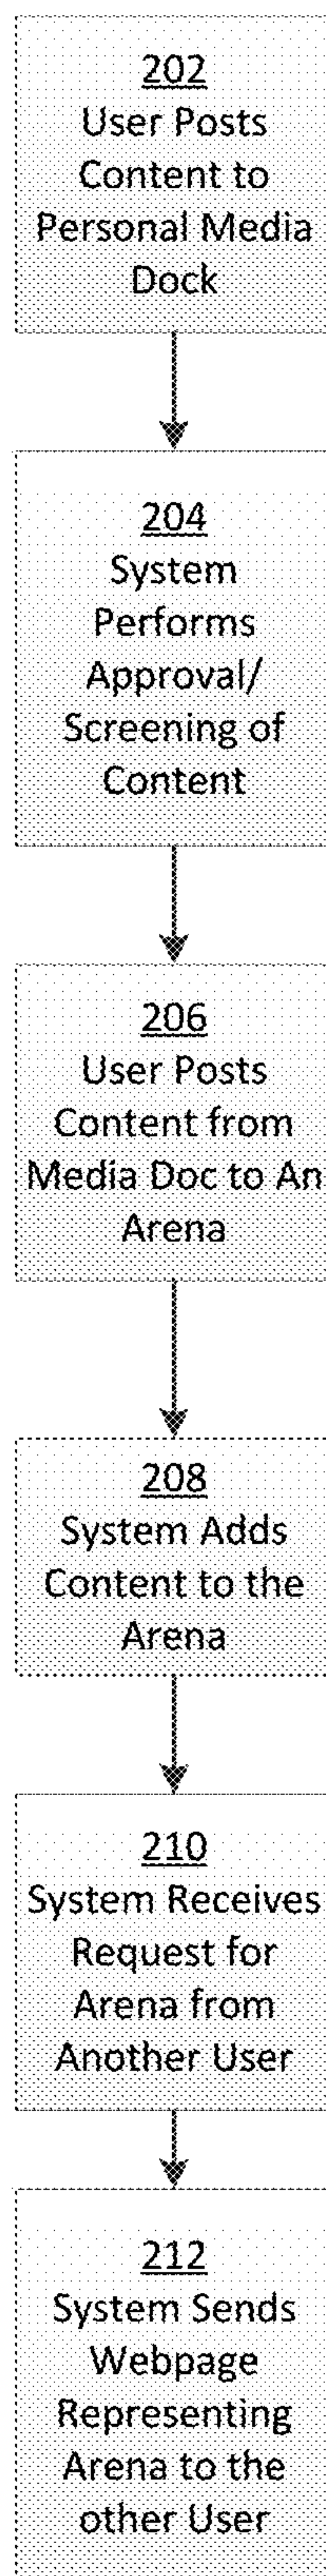 202
User Posts
Content to
Personal Media
Dock
204
System
Performs
Approval/
Screening of
Content
206
User Posts
Content from
Media Doc to An
Arena
208
System Adds
Content to the
Arena
210
System Receives
Request for
Arena from
Another User
212
System Sends
Webpage
Representing
Arena to the
other User